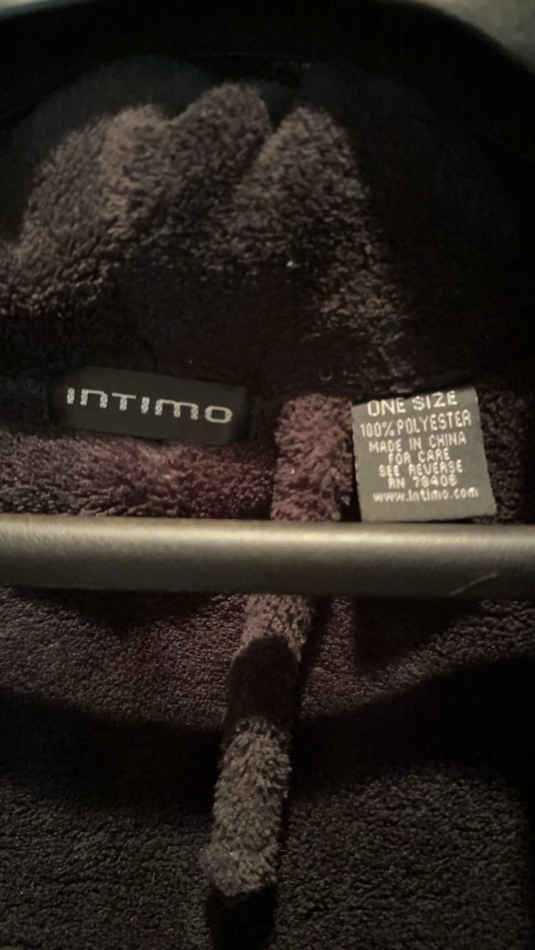 INTIMO
ONE SIZE
100% POLYESTER
MADE IN CHINA
FOR CARE
SEE REVERSE
RN 78406
www.intimo.com